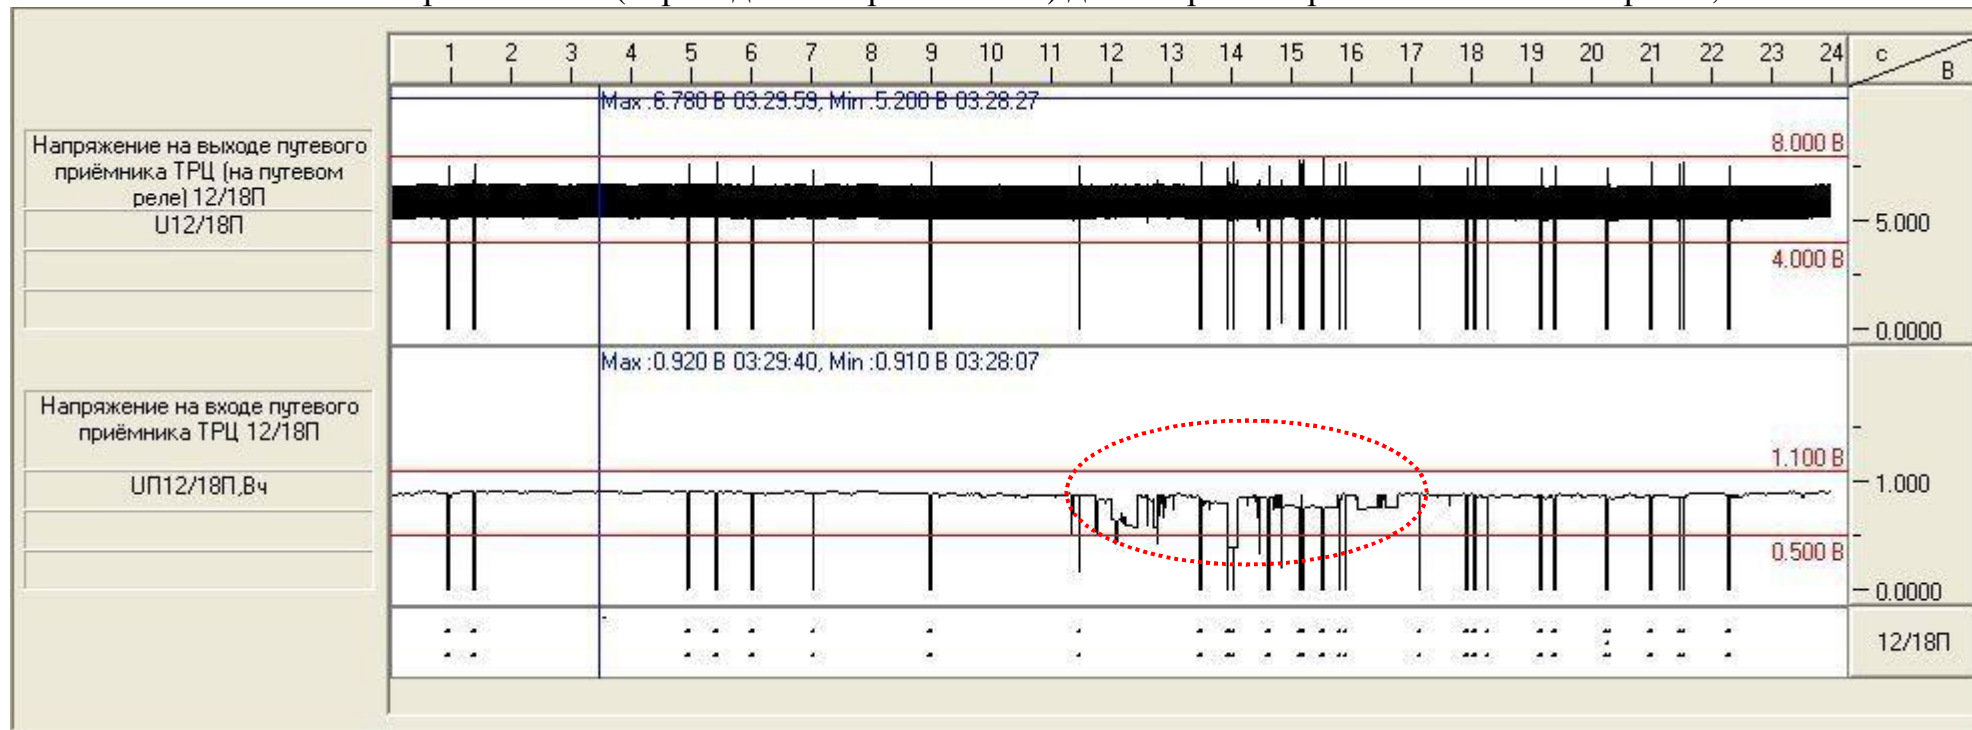 1 2 3 4 5 6 7 8 9 10 11 12 13 14 15 16 17 18 19 20 21 22 23 24 с В
Max :6.780 В 03:29:59, Min :5.200 В 03:28:27
8.000 В
Напряжение на выходе путевого
приёмника ТРЦ (на путевом
реле) 12/18П
U12/18П
5.000
4.000 В
0.0000
Max :0.920 В 03:29:40, Min :0.910 В 03:28:07
Напряжение на входе путевого
приёмника ТРЦ 12/18П
1.100 В
UП12/18П,Вч
1.000
0.500 В
0.0000
12/18П